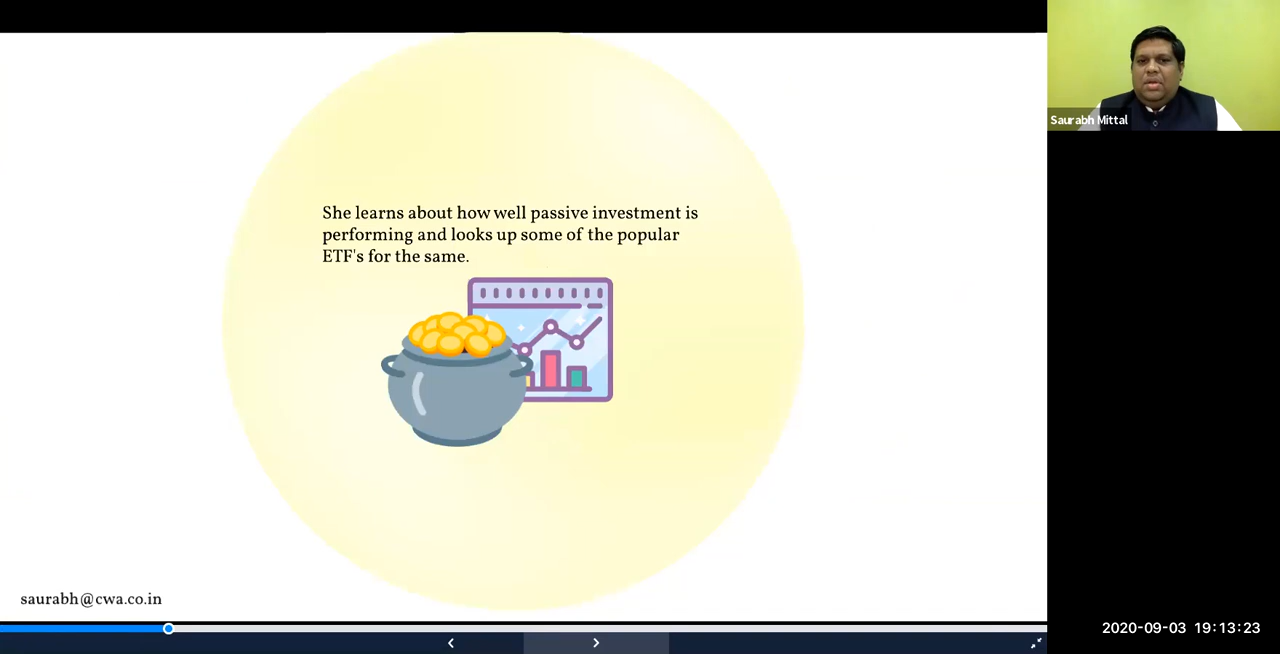 Saurabh Mittal
She learns about how well passive investment is
performing and looks up some of the popular
ETF's for the same.
saurabh@cwa.co.in
2020-09-03 19:13:23